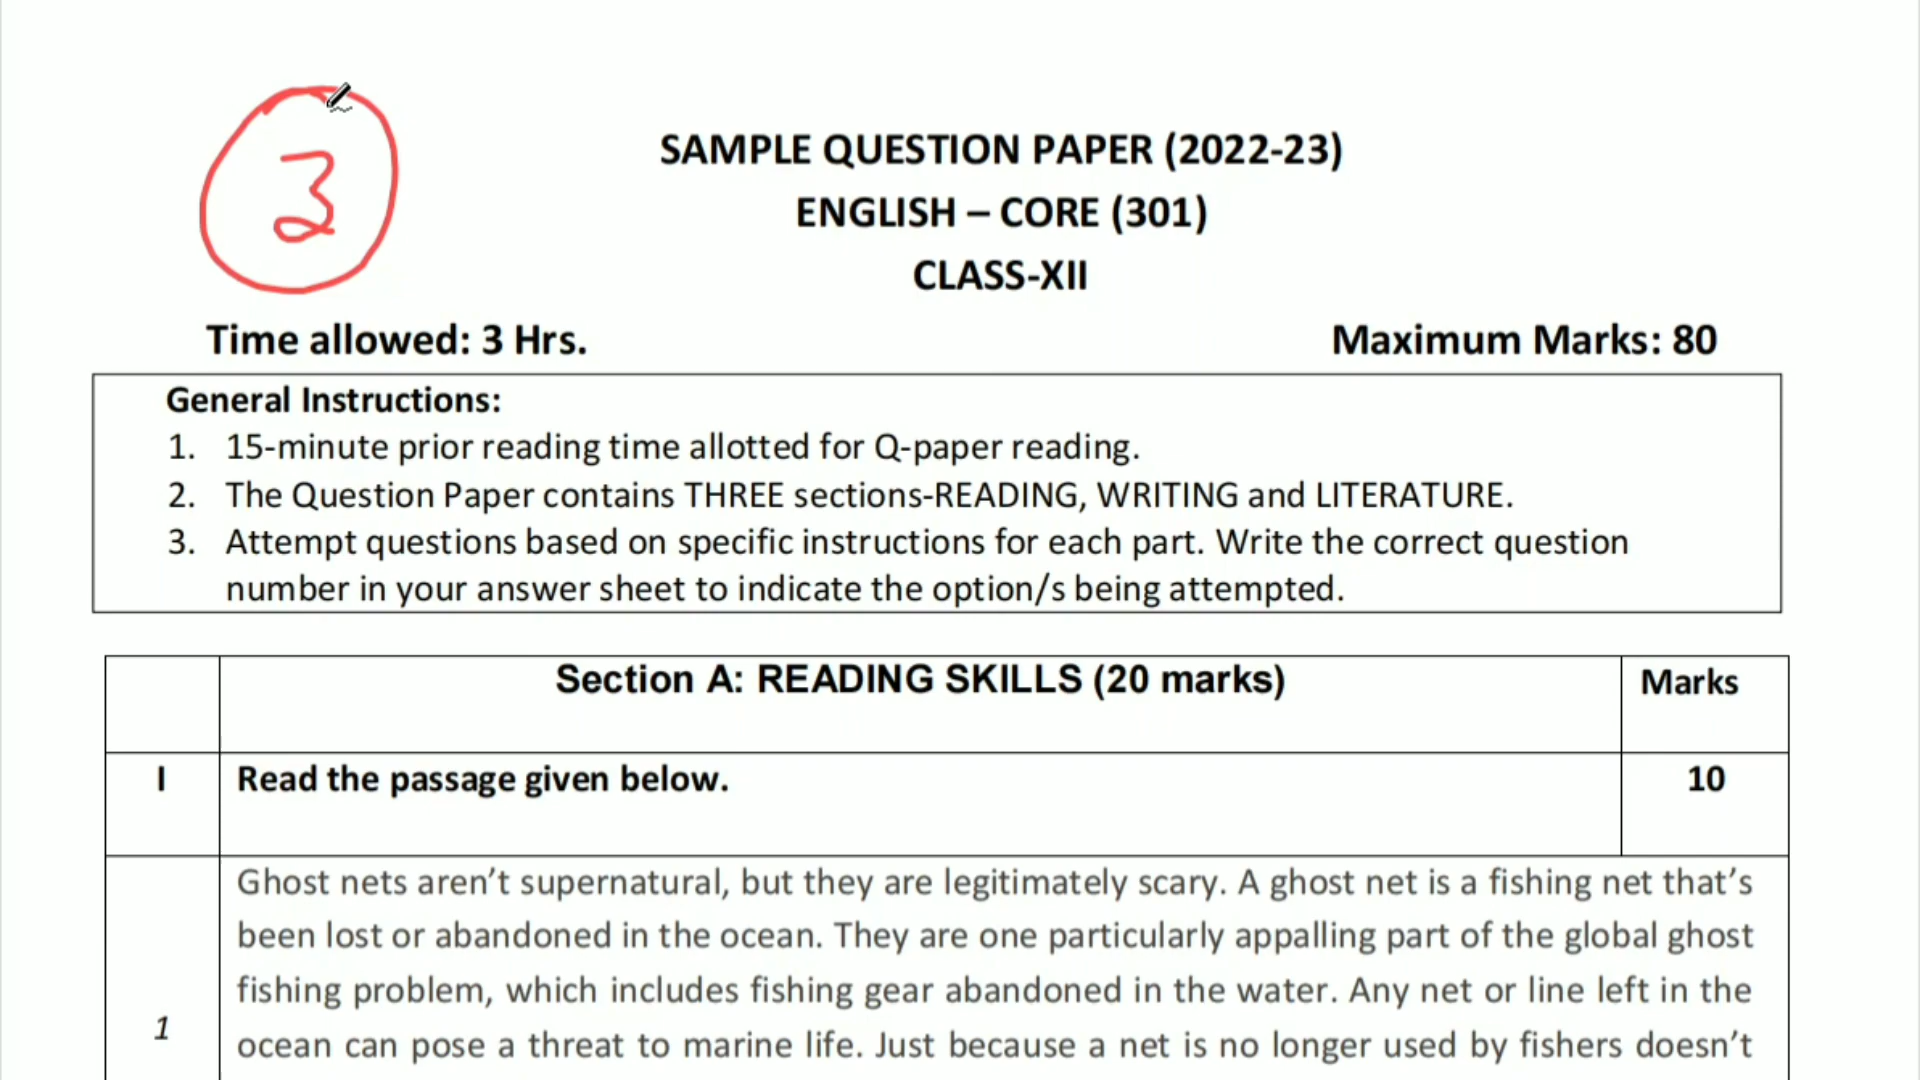 3
SAMPLE QUESTION PAPER (2022-23)
ENGLISH – CORE (301)
CLASS-XII
Time allowed: 3 Hrs. Maximum Marks: 80
General Instructions:
1. 15-minute prior reading time allotted for Q-paper reading.
2. The Question Paper contains THREE sections-READING, WRITING and LITERATURE.
3. Attempt questions based on specific instructions for each part. Write the correct question
number in your answer sheet to indicate the option/s being attempted.
Section A: READING SKILLS (20 marks) Marks
I Read the passage given below. 10
Ghost nets aren’t supernatural, but they are legitimately scary. A ghost net is a fishing net that’s
been lost or abandoned in the ocean. They are one particularly appalling part of the global ghost
fishing problem, which includes fishing gear abandoned in the water. Any net or line left in the
1 ocean can pose a threat to marine life. Just because a net is no longer used by fishers doesn’t